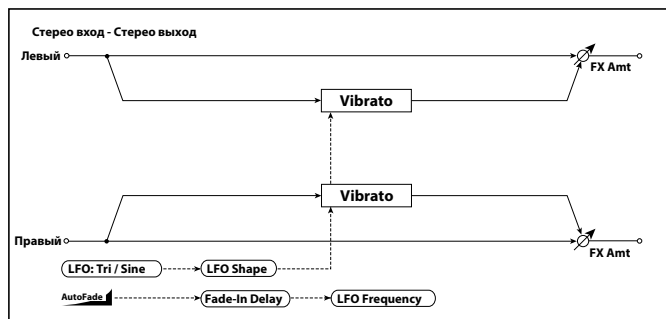 Стерео вход - Стерео выход
Левый
FX Amt
Vibrato
Vibrato
Правый
FX Amt
LFO: Tri / Sine
LFO Shape
AutoFade
Fade-In Delay
LFO Frequency